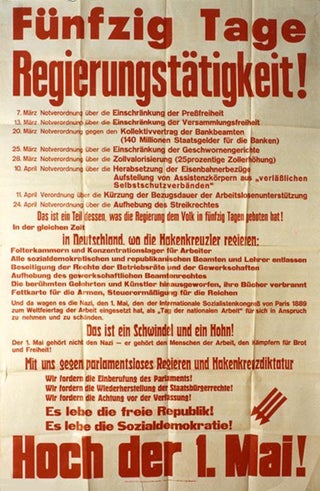 Fünfzig Tage
Regierungstätigkeit!
7. März Notverordnung über die Einschränkung der Preßfreiheit
13. März Notverordnung über die Einschränkung der Versammlungsfreiheit
20. März Notverordnung gegen den Kollektivvertrag der Bankbeamten
(140 Millionen Staatsgelder für die Banken)
25. März Notverordnung über die Einschränkung der Geschwornengerichte
28. März Notverordnung über die Zollvalorisierung (25prozentige Zollerhöhung)
10. April Notverordnung über die Herabsetzung der Eisenbahnerbezüge
Aufstellung von Assistenzkörpern aus „verläßlichen
Selbstschutzverbänden“
11. April Verordnung über die Kürzung der Bezugsdauer der Arbeitslosenunterstützung
24. April Notverordnung über die Aufhebung des Streikrechtes
Das ist ein Teil dessen, was die Regierung dem Volk in fünfzig Tagen geboten hat!
In der gleichen Zeit
in Deutschland, wo die Hakenkreuzler regieren:
Folterkammern und Konzentrationslager für Arbeiter
Alle sozialdemokratischen und republikanischen Beamten und Lehrer entlassen
Beseitigung der Rechte der Betriebsräte und der Gewerkschaften
Aufhebung des gewerkschaftlichen Beamtenrechtes
Die berühmten Gelehrten und Künstler hinausgeworfen, ihre Bücher verbrannt
Fettkarte für die Armen, Steuerermäßigung für die Reichen
Und da wagen es die Nazi, den 1. Mai, den der Internationale Sozialistenkongreß von Paris 1889
zum Weltfeiertag der Arbeit eingesetzt hat, als „Tag der nationalen Arbeit“ für sich in Anspruch
zu nehmen und zu schänden.
Das ist ein Schwindel und ein Hohn!
Der 1. Mai gehört nicht den Nazi — er gehört den Menschen der Arbeit, den Kämpfern für Brot
und Freiheit!
Mit uns gegen parlamentsloses Regieren und Hakenkreuzdiktatur
Wir fordern die Einberufung des Parlaments!
Wir fordern die Wiederherstellung der Staatsbürgerrechte!
Wir fordern die Achtung vor der Verfassung!
Es lebe die freie Republik!
Es lebe die Sozialdemokratie!
Hoch der 1. Mai!